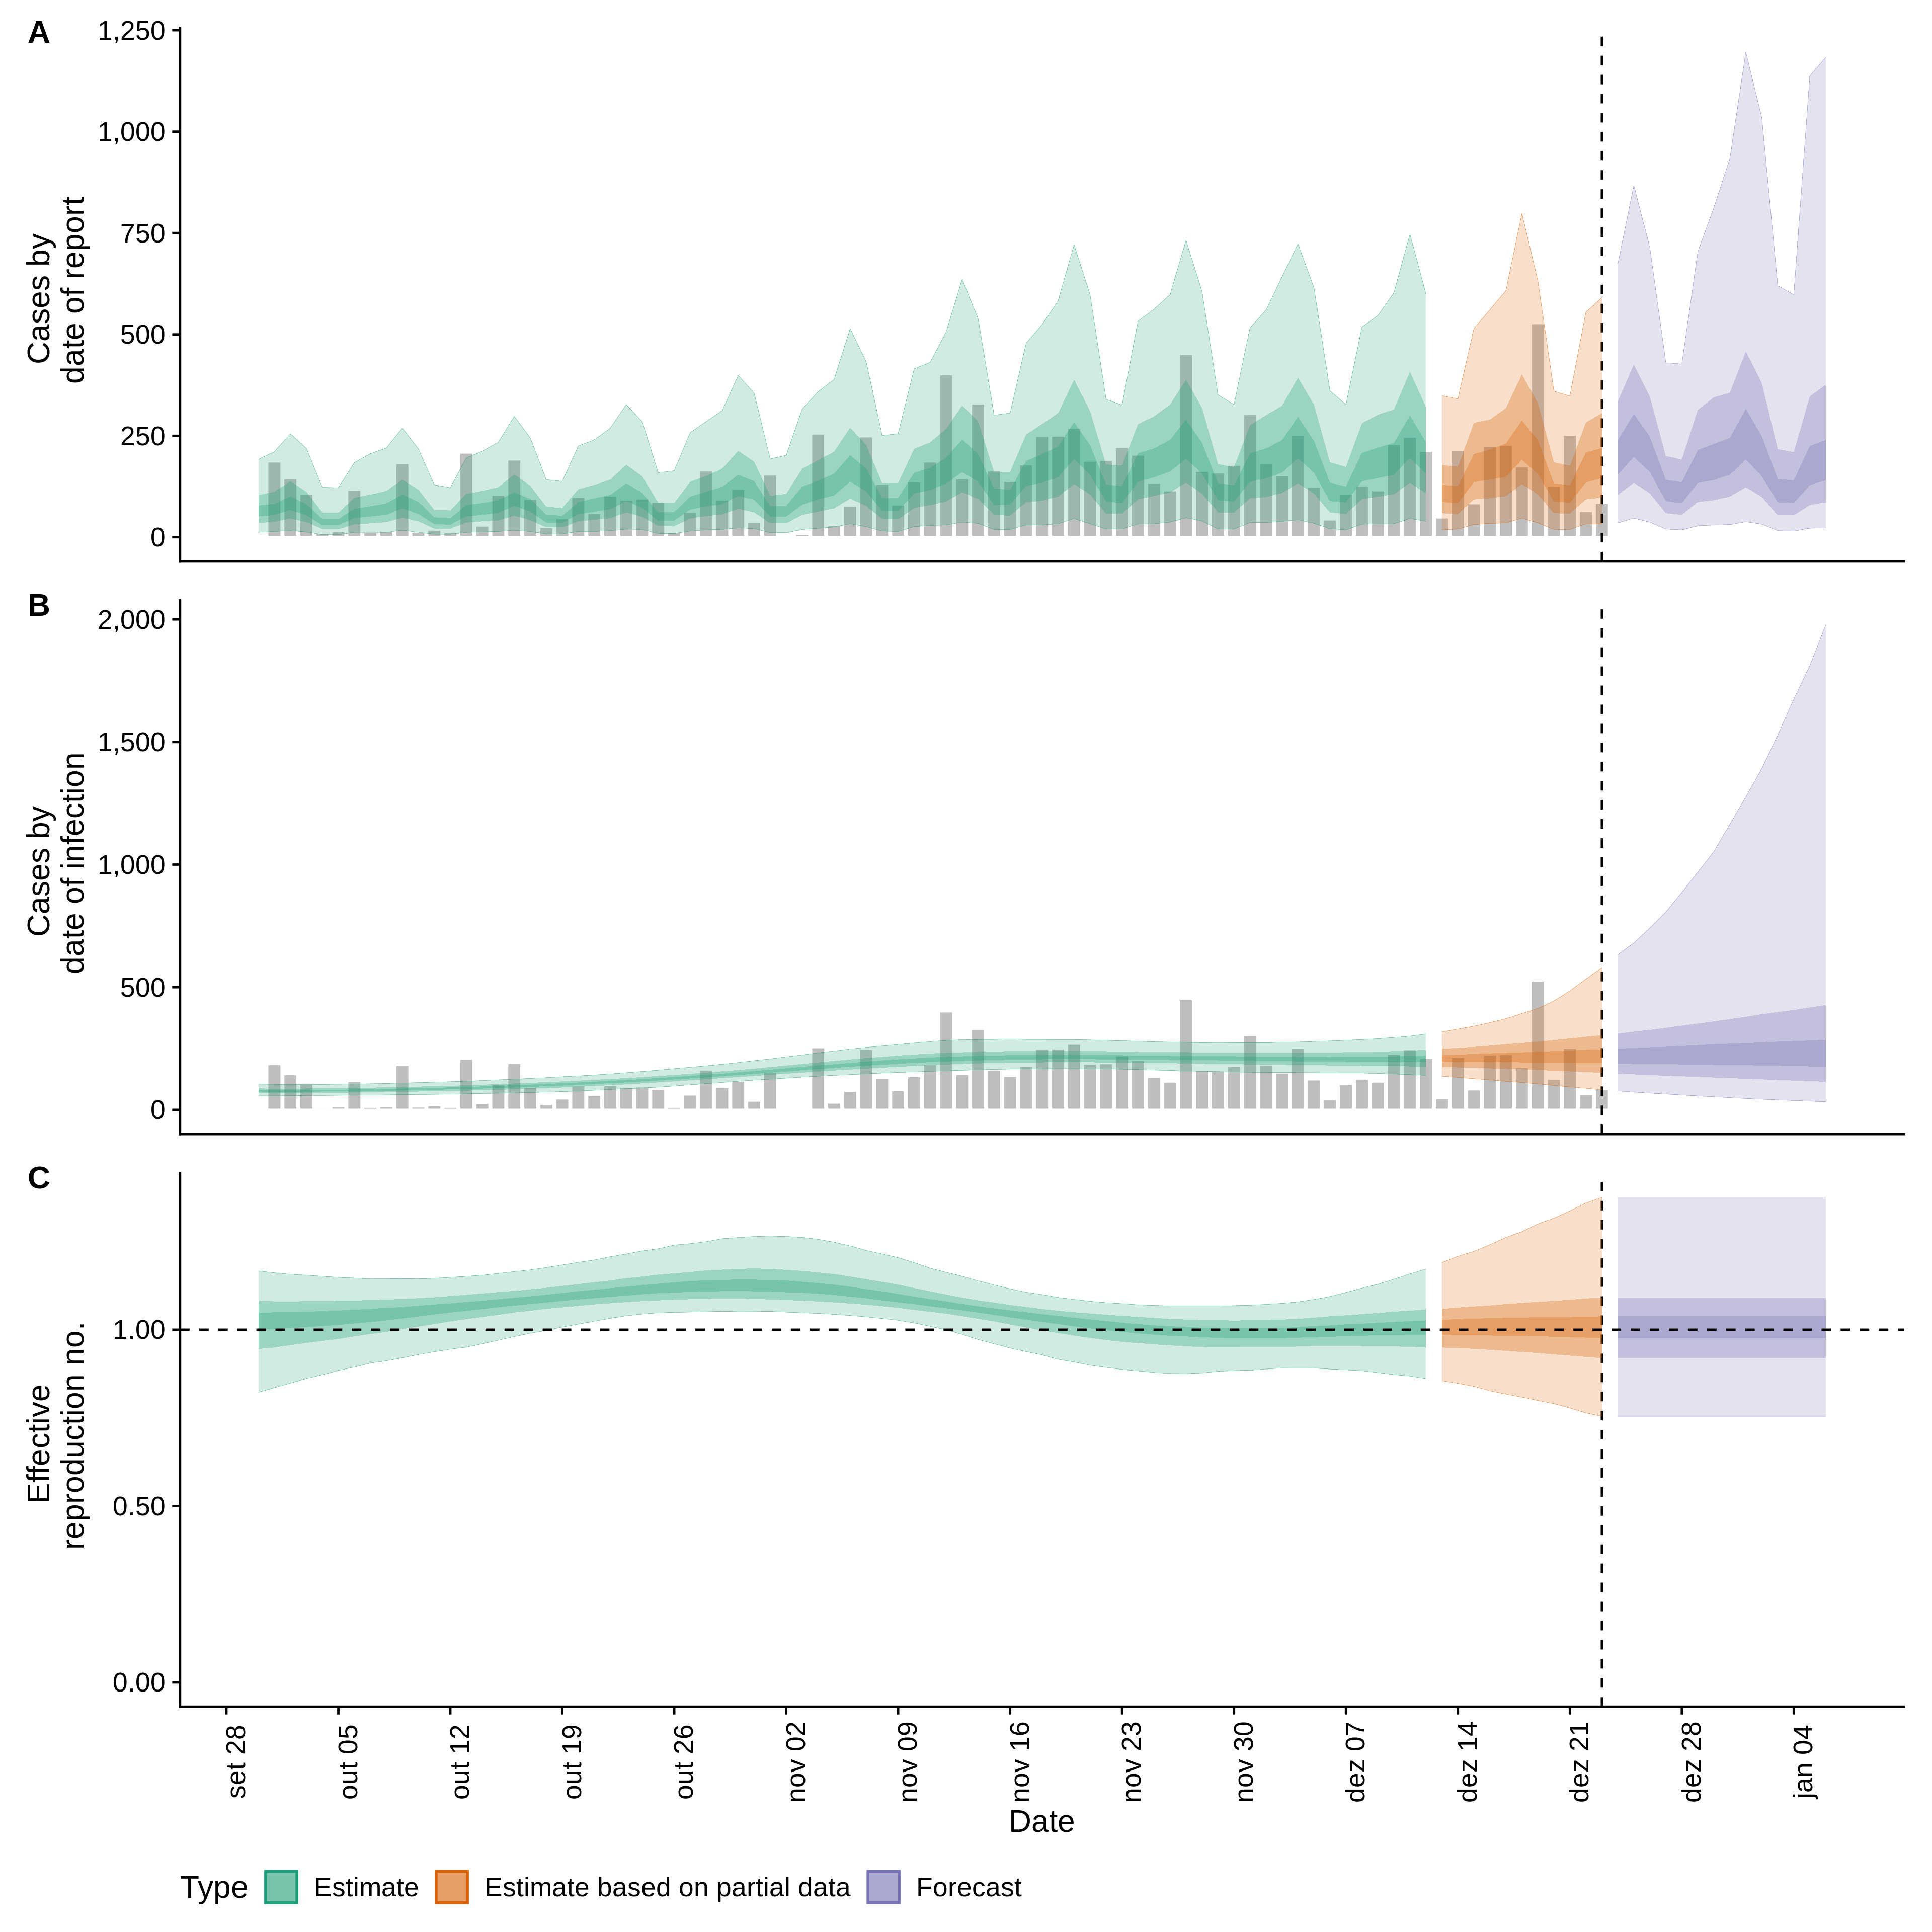 A
1,250
1,000
750
500
250
0
Cases by
date of report
B
2,000
1,500
1,000
500
0
Cases by
date of infection
C
1.00
0.50
0.00
Effective
reproduction no.
set 28
out 05
out 12
out 19
out 26
nov 02
nov 09
nov 16
nov 23
nov 30
dez 07
dez 14
dez 21
dez 28
jan 04
Date
Type Estimate Estimate based on partial data Forecast